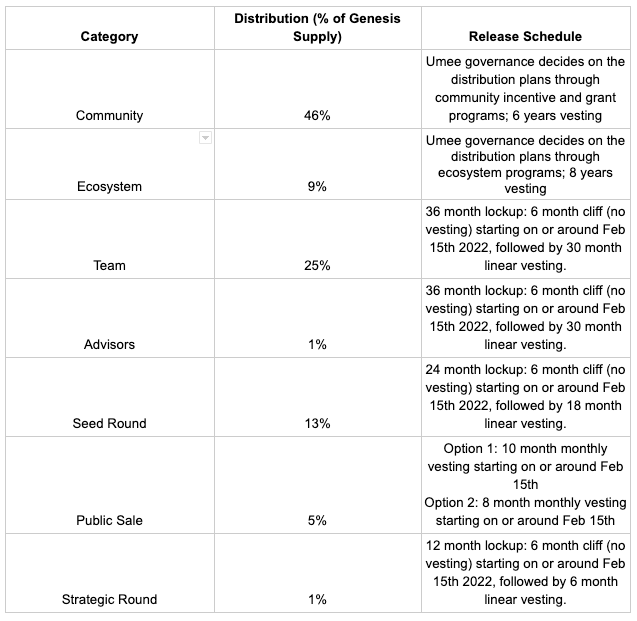 Category
Distribution (% of Genesis
Supply)
Release Schedule
Community
46%
Umee governance decides on the
distribution plans through
community incentive and grant
programs; 6 years vesting
Ecosystem
9%
Umee governance decides on the
distribution plans through
ecosystem programs; 8 years
vesting
Team
25%
36 month lockup: 6 month cliff (no
vesting) starting on or around Feb
15th 2022, followed by 30 month
linear vesting.
Advisors
1%
36 month lockup: 6 month cliff (no
vesting) starting on or around Feb
15th 2022, followed by 30 month
linear vesting.
Seed Round
13%
24 month lockup: 6 month cliff (no
vesting) starting on or around Feb
15th 2022, followed by 18 month
linear vesting.
Public Sale
5%
Option 1: 10 month monthly
vesting starting on or around Feb
15th
Option 2: 8 month monthly vesting
starting on or around Feb 15th
Strategic Round
1%
12 month lockup: 6 month cliff (no
vesting) starting on or around Feb
15th 2022, followed by 6 month
linear vesting.